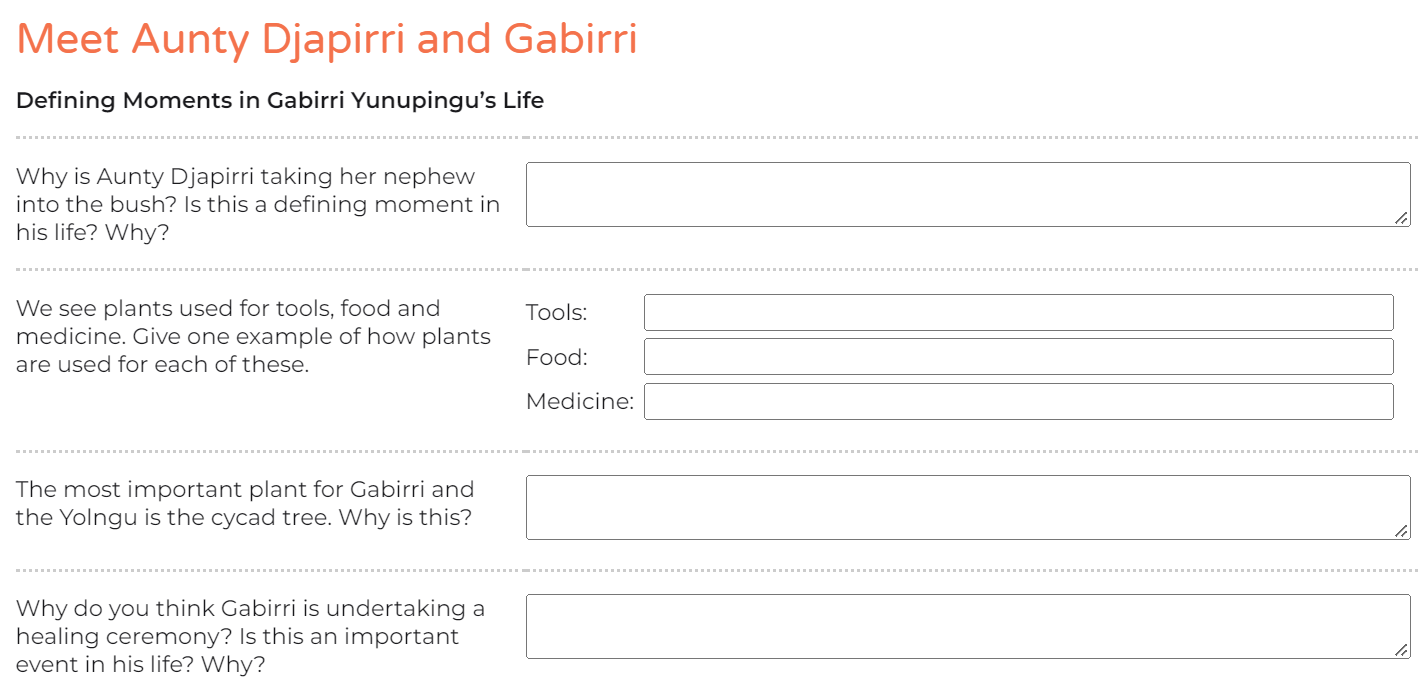 Meet Aunty Djapirri and Gabirri
Defining Moments in Gabirri Yunupingu’s Life
Why is Aunty Djapirri taking her nephew
into the bush? Is this a defining moment in
his life? Why?
We see plants used for tools, food and
medicine. Give one example of how plants
are used for each of these.
Tools:
Food:
Medicine:
The most important plant for Gabirri and
the Yolngu is the cycad tree. Why is this?
Why do you think Gabirri is undertaking a
healing ceremony? Is this an important
event in his life? Why?